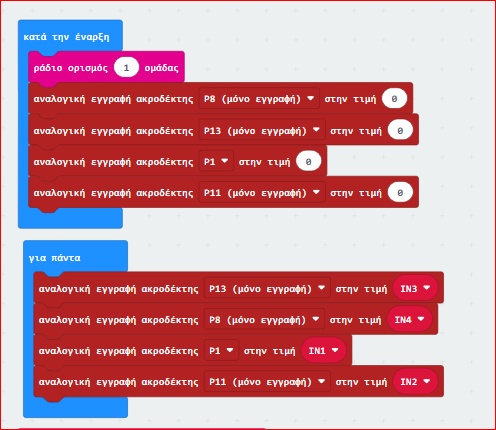 κατά την έναρξη
ράδιο ορισμός 1 ομάδας
αναλογική εγγραφή ακροδέκτης P8 (μόνο εγγραφή) στην τιμή 0
αναλογική εγγραφή ακροδέκτης P13 (μόνο εγγραφή) στην τιμή 0
αναλογική εγγραφή ακροδέκτης P1 στην τιμή 0
αναλογική εγγραφή ακροδέκτης P11 (μόνο εγγραφή) στην τιμή 0
για πάντα
αναλογική εγγραφή ακροδέκτης P13 (μόνο εγγραφή) στην τιμή IN3
αναλογική εγγραφή ακροδέκτης P8 (μόνο εγγραφή) στην τιμή IN4
αναλογική εγγραφή ακροδέκτης P1 στην τιμή IN1
αναλογική εγγραφή ακροδέκτης P11 (μόνο εγγραφή) στην τιμή IN2